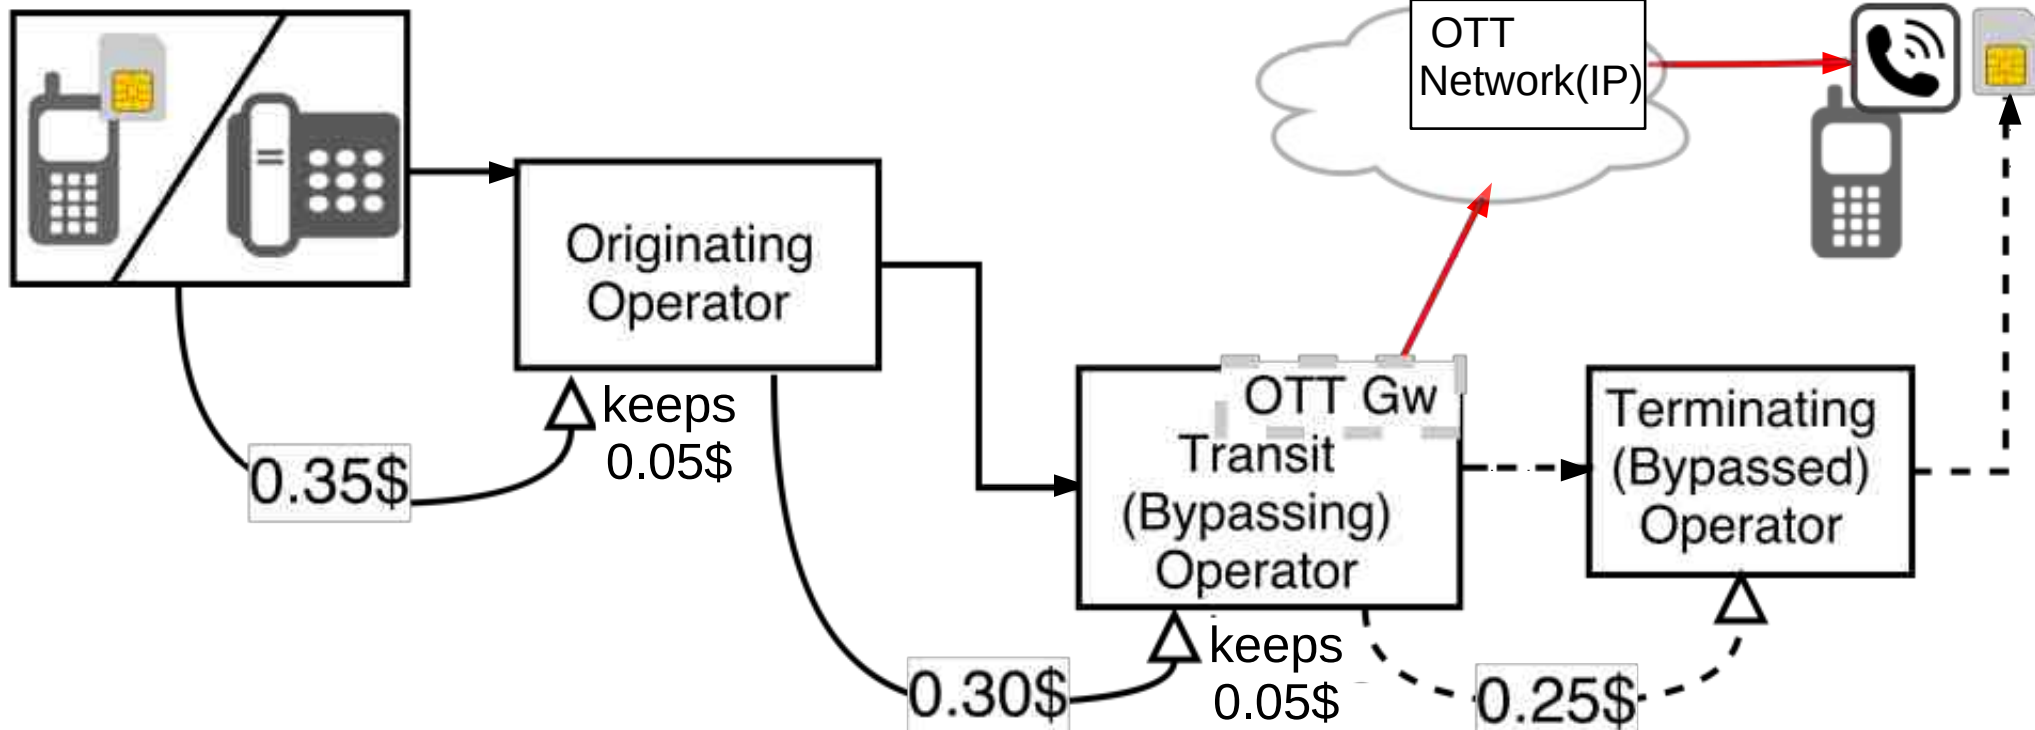 OTT
Network(IP)
Originating
Operator
keeps
0.05$
0.35$
OTT Gw
Transit
(Bypassing)
Operator
Terminating
(Bypassed)
Operator
keeps
0.05$
0.30$
0.25$